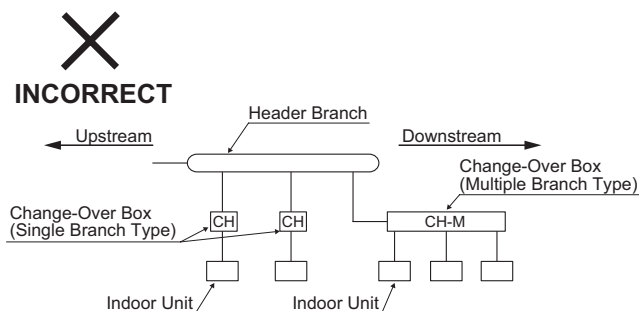 INCORRECT
Header Branch
Upstream
Downstream
Change-Over Box
(Multiple Branch Type)
Change-Over Box
(Single Branch Type)
CH
CH
CH-M
Indoor Unit
Indoor Unit